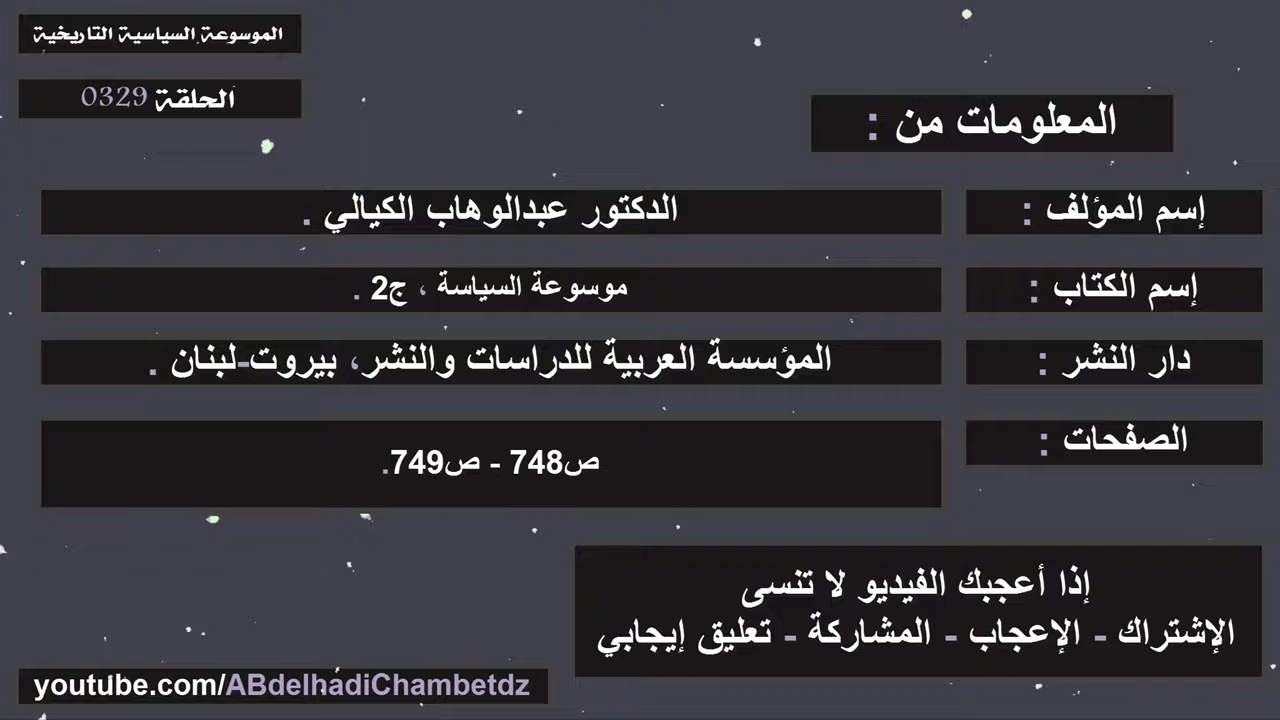 الموسوعة السياسية التاريخية
الحلقة 0329
المعلومات من :
إسم المؤلف : الدكتور عبدالوهاب الكيالي .
إسم الكتاب : موسوعة السياسة ، ج2 .
دار النشر : المؤسسة العربية للدراسات والنشر، بيروت-لبنان .
الصفحات : ص748 - ص749.
إذا أعجبك الفيديو لا تنسى
الإشتراك - الإعجاب - المشاركة - تعليق إيجابي
youtube.com/ABdelhadiChambetdz